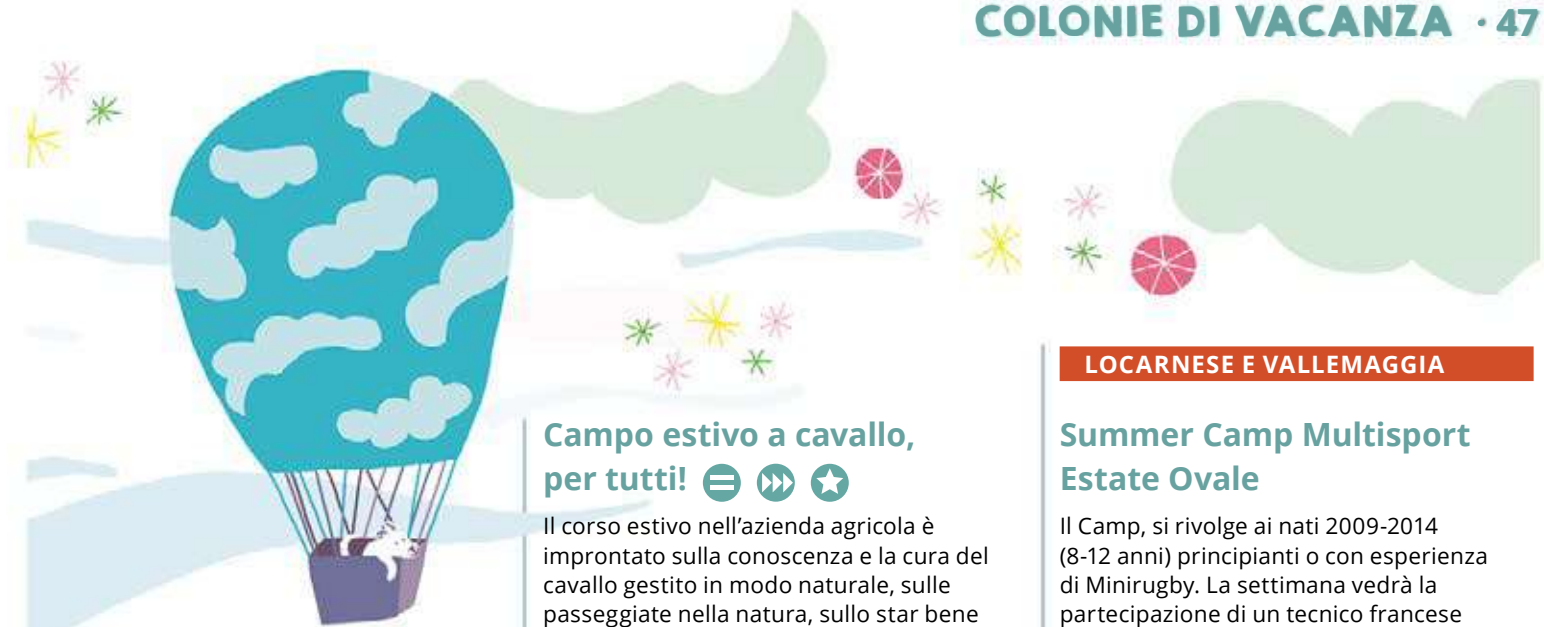 COLONIE DI VACANZA · 47
Campo estivo a cavallo,
per tutti!
Il corso estivo nell’azienda agricola è
improntato sulla conoscenza e la cura del
cavallo gestito in modo naturale, sulle
passeggiate nella natura, sullo star bene
LOCARNESE E VALLEMAGGIA
Summer Camp Multisport
Estate Ovale
Il Camp, si rivolge ai nati 2009-2014
(8-12 anni) principianti o con esperienza
di Minirugby. La settimana vedrà la
partecipazione di un tecnico francese